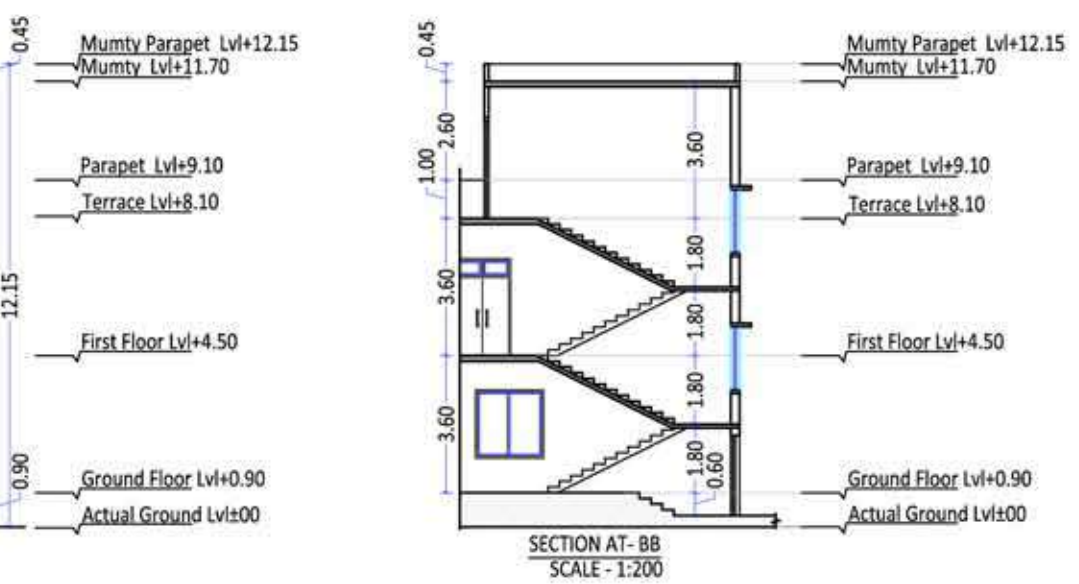 0.45
Mumty Parapet Lvl+12.15
Mumty Lvl+11.70
Parapet Lvl+9.10
Terrace Lvl+8.10
12.15
First Floor Lvl+4.50
0.90
Ground Floor Lvl+0.90
Actual Ground Lvl±00
0.45
2.60
1.00
3.60
3.60
3.60
1.80
1.80
1.80
1.80
0.60
Mumty Parapet Lvl+12.15
Mumty Lvl+11.70
Parapet Lvl+9.10
Terrace Lvl+8.10
First Floor Lvl+4.50
Ground Floor Lvl+0.90
Actual Ground Lvl±00
SECTION AT- BB
SCALE - 1:200